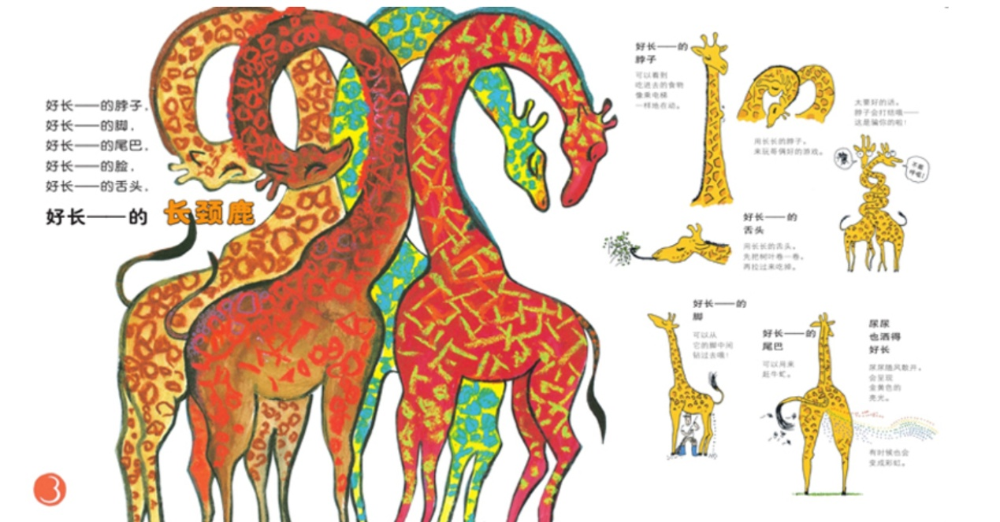 好长——的脖子，
好长——的脚，
好长——的尾巴，
好长——的脸，
好长——的舌头，
好长——的 长颈鹿
3
好长——的
脖子
可以看到
吃进去的食物
像乘电梯
一样地在动。
用长长的脖子，
来玩哥俩好的游戏。
太要好的话，
脖子会打结哦——
这是骗你的啦！
不能
呼吸！
好长——的
舌头
用长长的舌头，
先把树叶卷一卷，
再拉过来吃掉。
好长——的
脚
可以从
它的脚中间
钻过去哦！
好长——的
尾巴
可以用来
赶牛虻。
尿尿
也洒得
好长
尿尿随风散开，
会呈现
金黄色的
亮光。
有时候也会
变成彩虹。